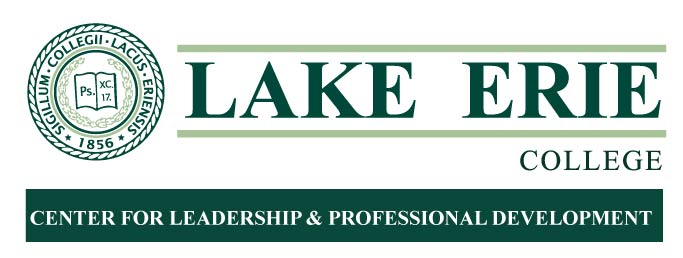 SIGILLUM · COLLEGII · LACUS · ERIENSIS
Ps. XC.
17.
★ 1856 ★
LAKE ERIE
COLLEGE
CENTER FOR LEADERSHIP & PROFESSIONAL DEVELOPMENT